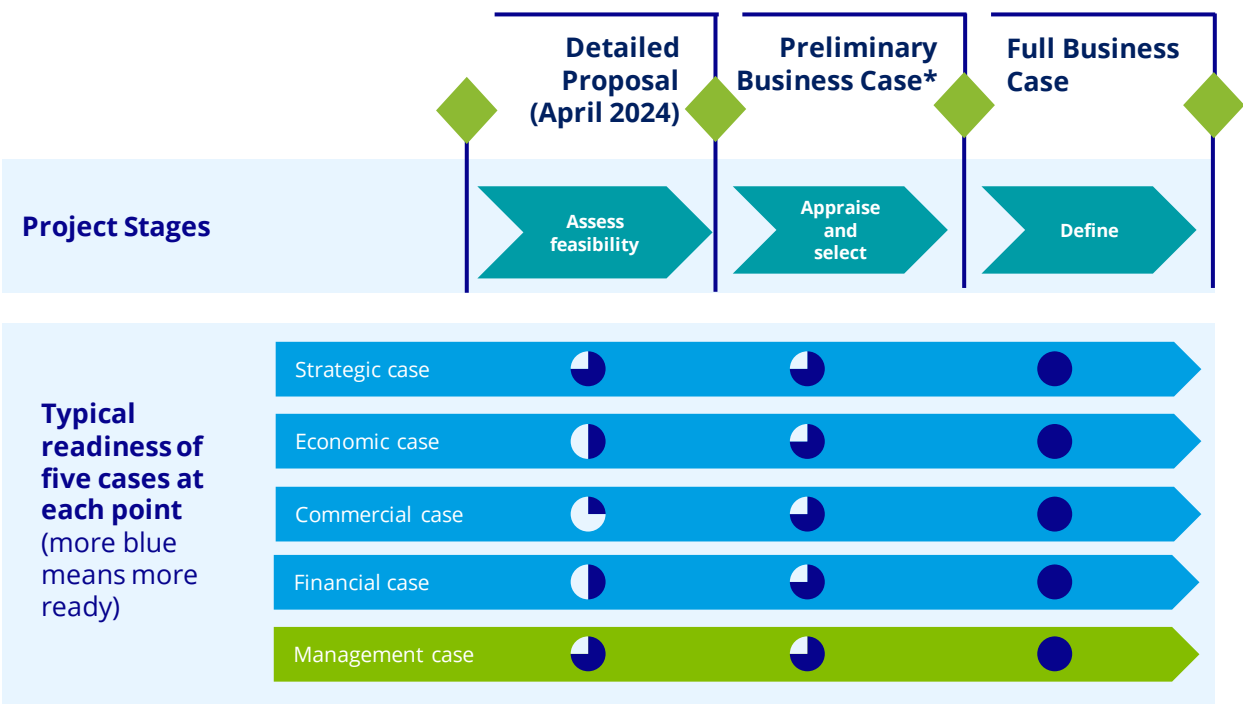 Detailed
Proposal
(April 2024)
Preliminary
Business Case*
Full Business
Case
Project Stages
Assess
feasibility
Appraise
and
select
Define
Typical
readiness of
five cases at
each point
(more blue
means more
ready)
Strategic case
Economic case
Commercial case
Financial case
Management case